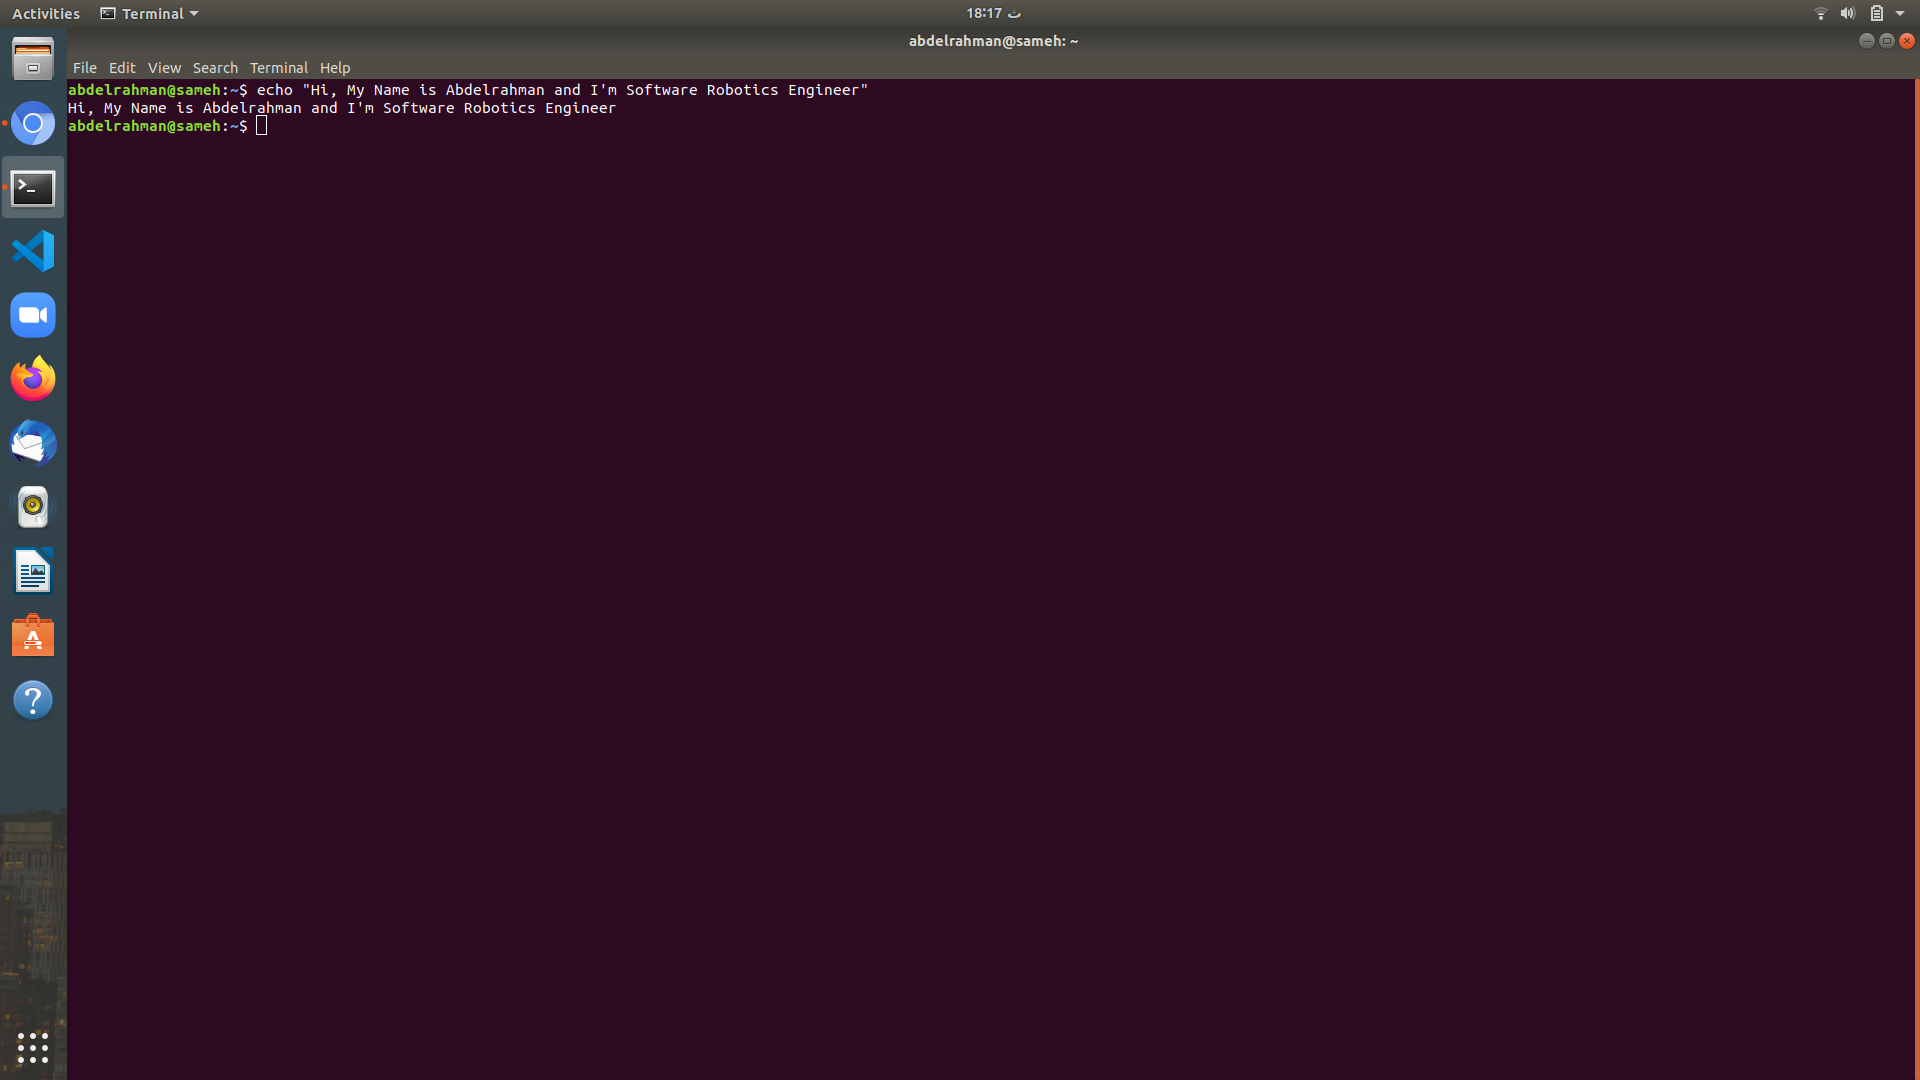 Activities Terminal 18:17 ث
abdelrahman@sameh: ~
File Edit View Search Terminal Help
abdelrahman@sameh:~$ echo "Hi, My Name is Abdelrahman and I'm Software Robotics Engineer"
Hi, My Name is Abdelrahman and I'm Software Robotics Engineer
abdelrahman@sameh:~$